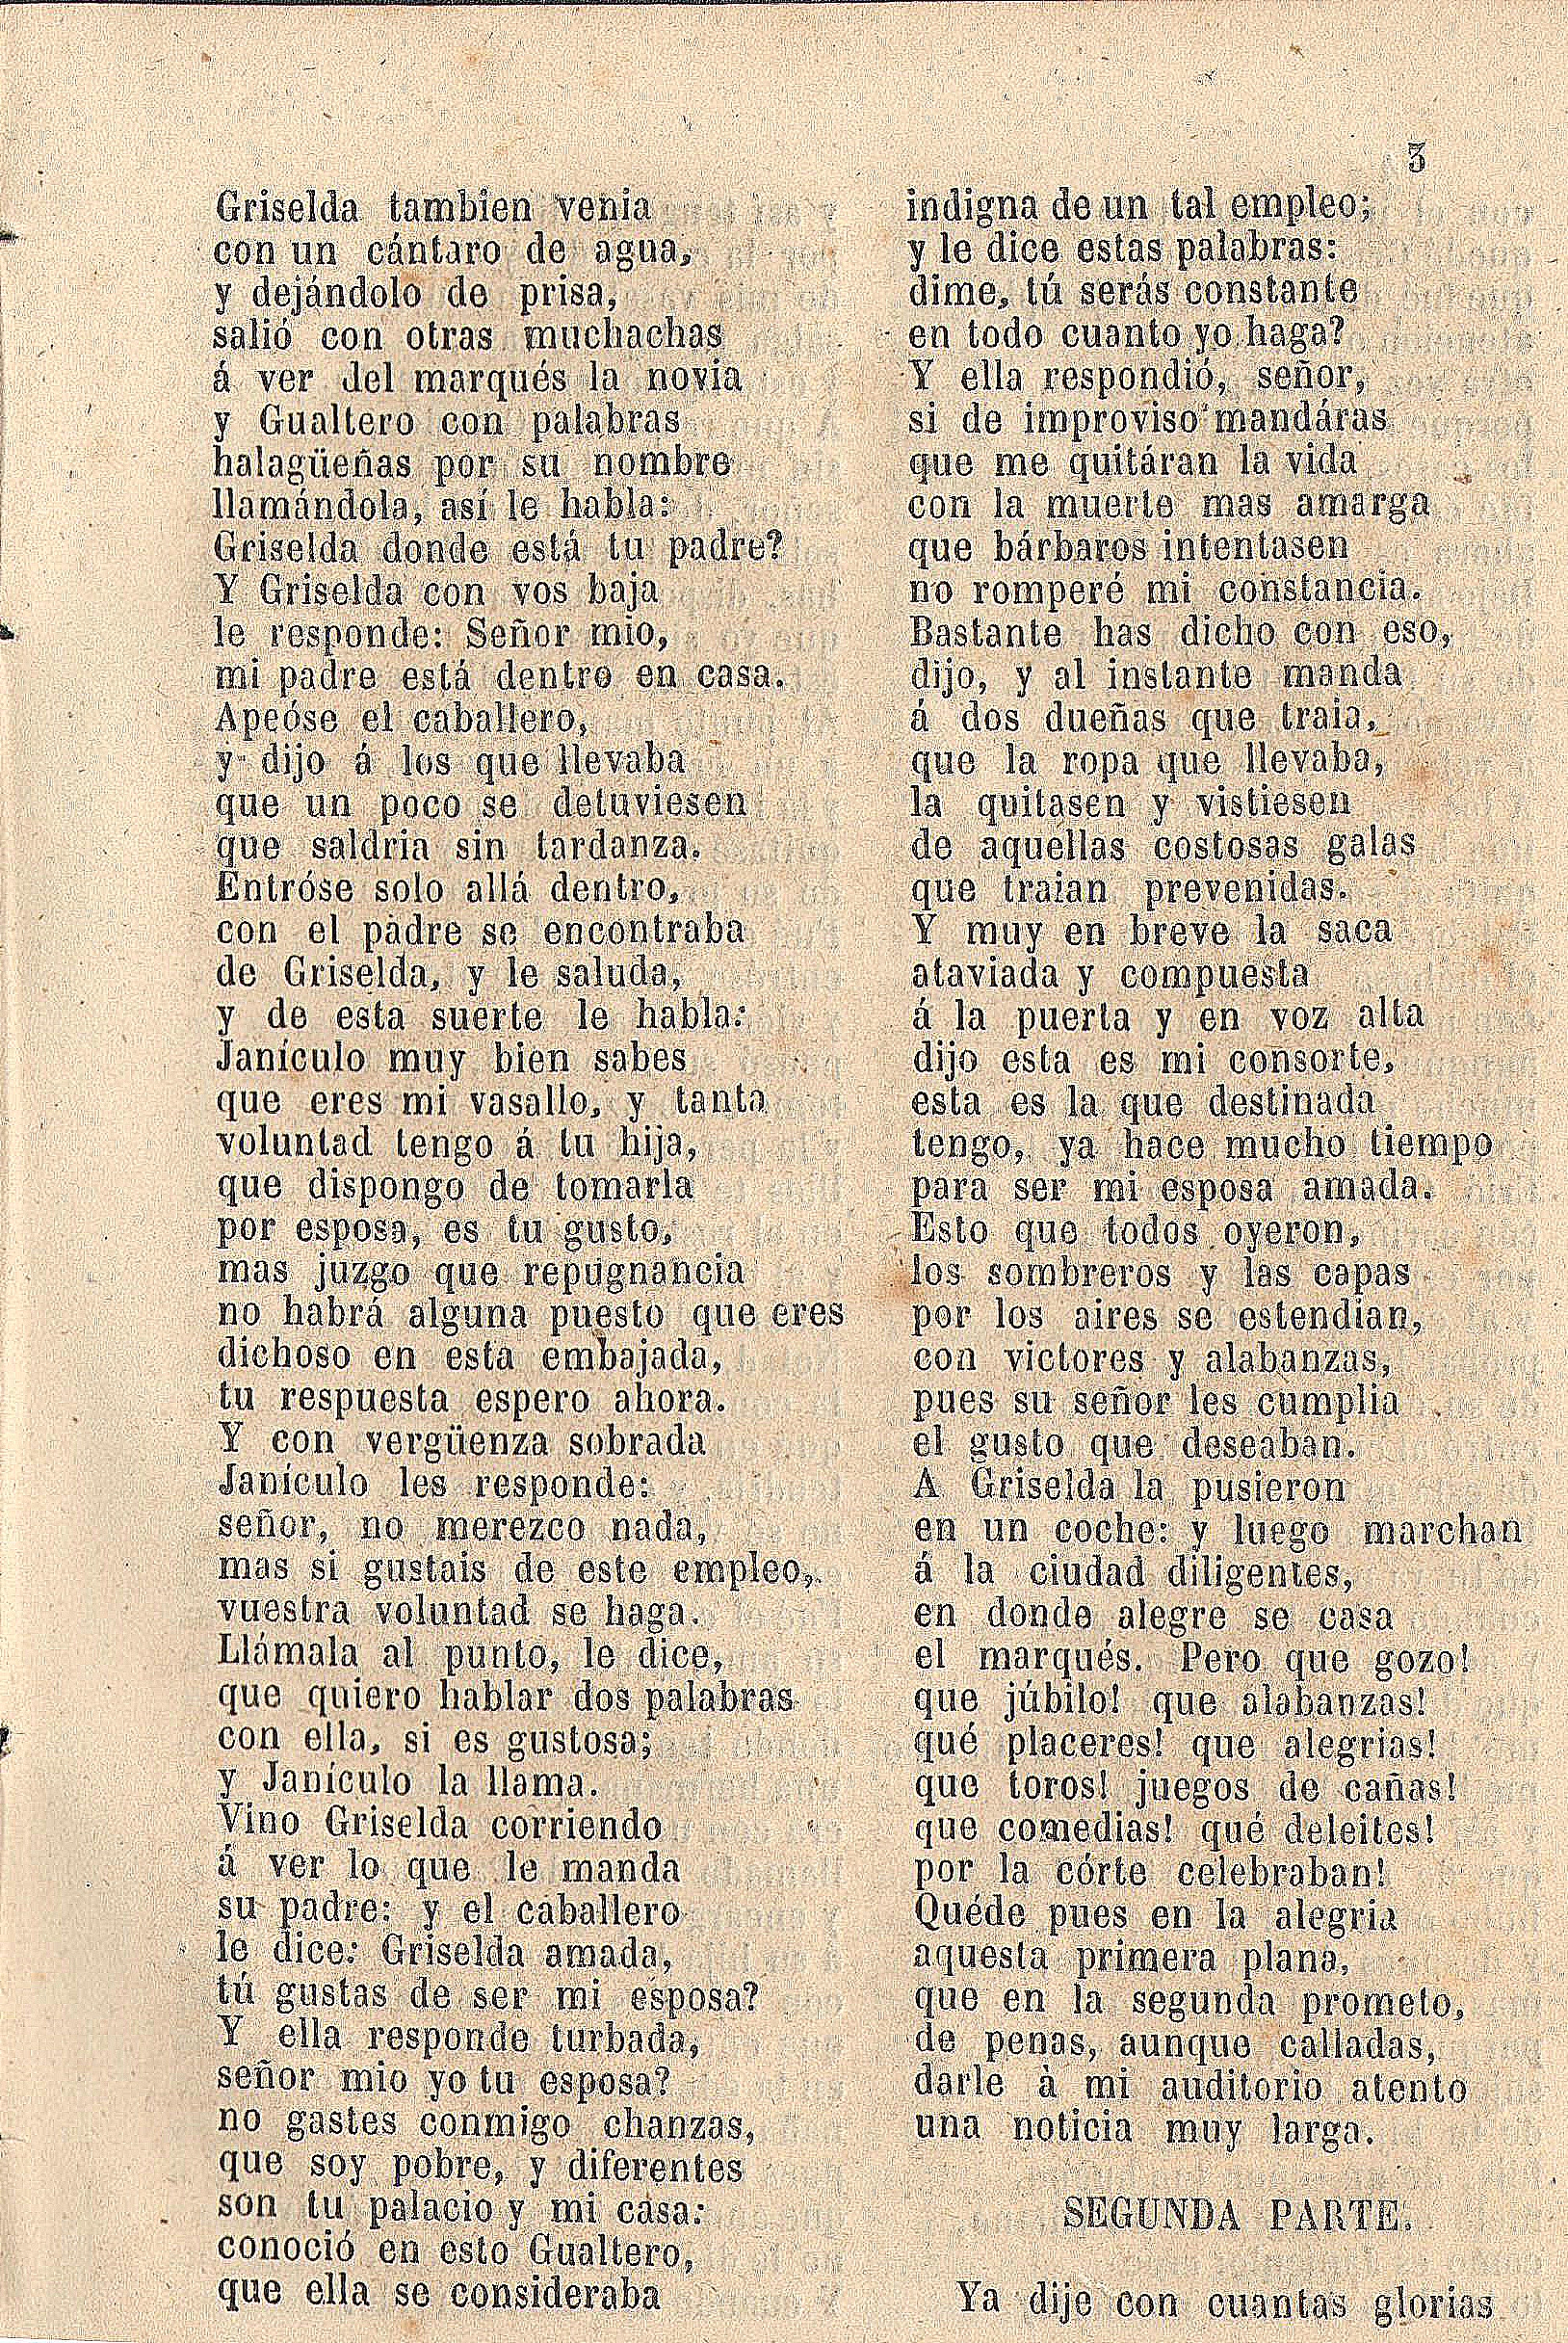 3
Griselda tambien venia
con un cántaro de agua,
y dejándolo de prisa,
salió con otras muchachas
á ver del marqués la novia
y Gualtero con palabras
halagüeñas por su nombre
llamándola, así le habla:
Griselda donde está tu padre?
Y Griselda con vos baja
le responde: Señor mio,
mi padre está dentro en casa.
Apeóse el caballero,
y dijo á los que llevaba
que un poco se detuviesen
que saldria sin tardanza.
Entróse solo allá dentro,
con el padre se encontraba
de Griselda, y le saluda,
y de esta suerte le habla:
Janículo muy bien sabes
que eres mi vasallo, y tanta
voluntad tengo á tu hija,
que dispongo de tomarla
por esposa, es tu gusto,
mas juzgo que repugnancia
no habrá alguna puesto que eres
dichoso en esta embajada,
tu respuesta espero ahora.
Y con vergüenza sobrada
Janículo les responde:
señor, no merezco nada,
mas si gustais de este empleo,
vuestra voluntad se haga.
Llámala al punto, le dice,
que quiero hablar dos palabras
con ella, si es gustosa;
y Janículo la llama.
Vino Griselda corriendo
á ver lo que le manda
su padre: y el caballero
le dice: Griselda amada,
tú gustas de ser mi esposa?
Y ella responde turbada,
señor mio yo tu esposa?
no gastes conmigo chanzas,
que soy pobre, y diferentes
son tu palacio y mi casa:
conoció en esto Gualtero,
que ella se consideraba
indigna de un tal empleo;
y le dice estas palabras:
dime, tú serás constante
en todo cuanto yo haga?
Y ella respondió, señor,
si de improviso mandáras
que me quitáran la vida
con la muerte mas amarga
que bárbaros intentasen
no romperé mi constancia.
Bastante has dicho con eso,
dijo, y al instante manda
á dos dueñas que traia,
que la ropa que llevaba,
la quitasen y vistiesen
de aquellas costosas galas
que traian prevenidas.
Y muy en breve la saca
ataviada y compuesta
á la puerta y en voz alta
dijo esta es mi consorte,
esta es la que destinada
tengo, ya hace mucho tiempo
para ser mi esposa amada.
Esto que todos oyeron,
los sombreros y las capas
por los aires se estendian,
con victores y alabanzas,
pues su señor les cumplia
el gusto que deseaban.
A Griselda la pusieron
en un coche: y luego marchan
á la ciudad diligentes,
en donde alegre se casa
el marqués. Pero que gozo!
que júbilo! que alabanzas!
qué placeres! que alegrias!
que toros! juegos de cañas!
que comedias! qué deleites!
por la córte celebraban!
Quéde pues en la alegria
aquesta primera plana,
que en la segunda prometo,
de penas, aunque calladas,
darle à mi auditorio atento
una noticia muy larga.
SEGUNDA PARTE.
Ya dije con cuantas glorias